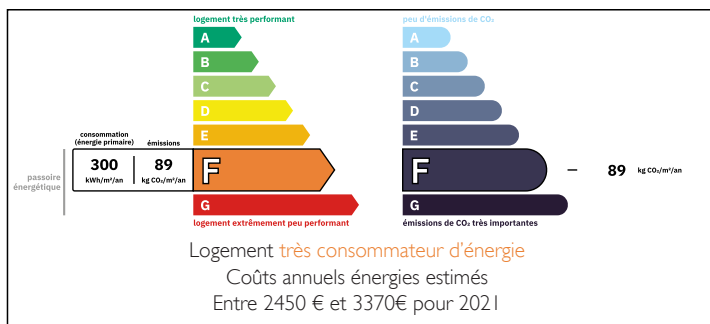 logement très performant
A
B
C
D
E
consommation
(énergie primaire)
émissions
300
kWh/m²/an
89
kg CO₂/m²/an
F
passoire
énergétique
G
logement extrêmement peu performant
peu d'émissions de CO₂
A
B
C
D
E
F
89 kg CO₂/m²/an
G
émissions de CO₂ très importantes
Logement très consommateur d'énergie
Coûts annuels énergies estimés
Entre 2450 € et 3370€ pour 2021